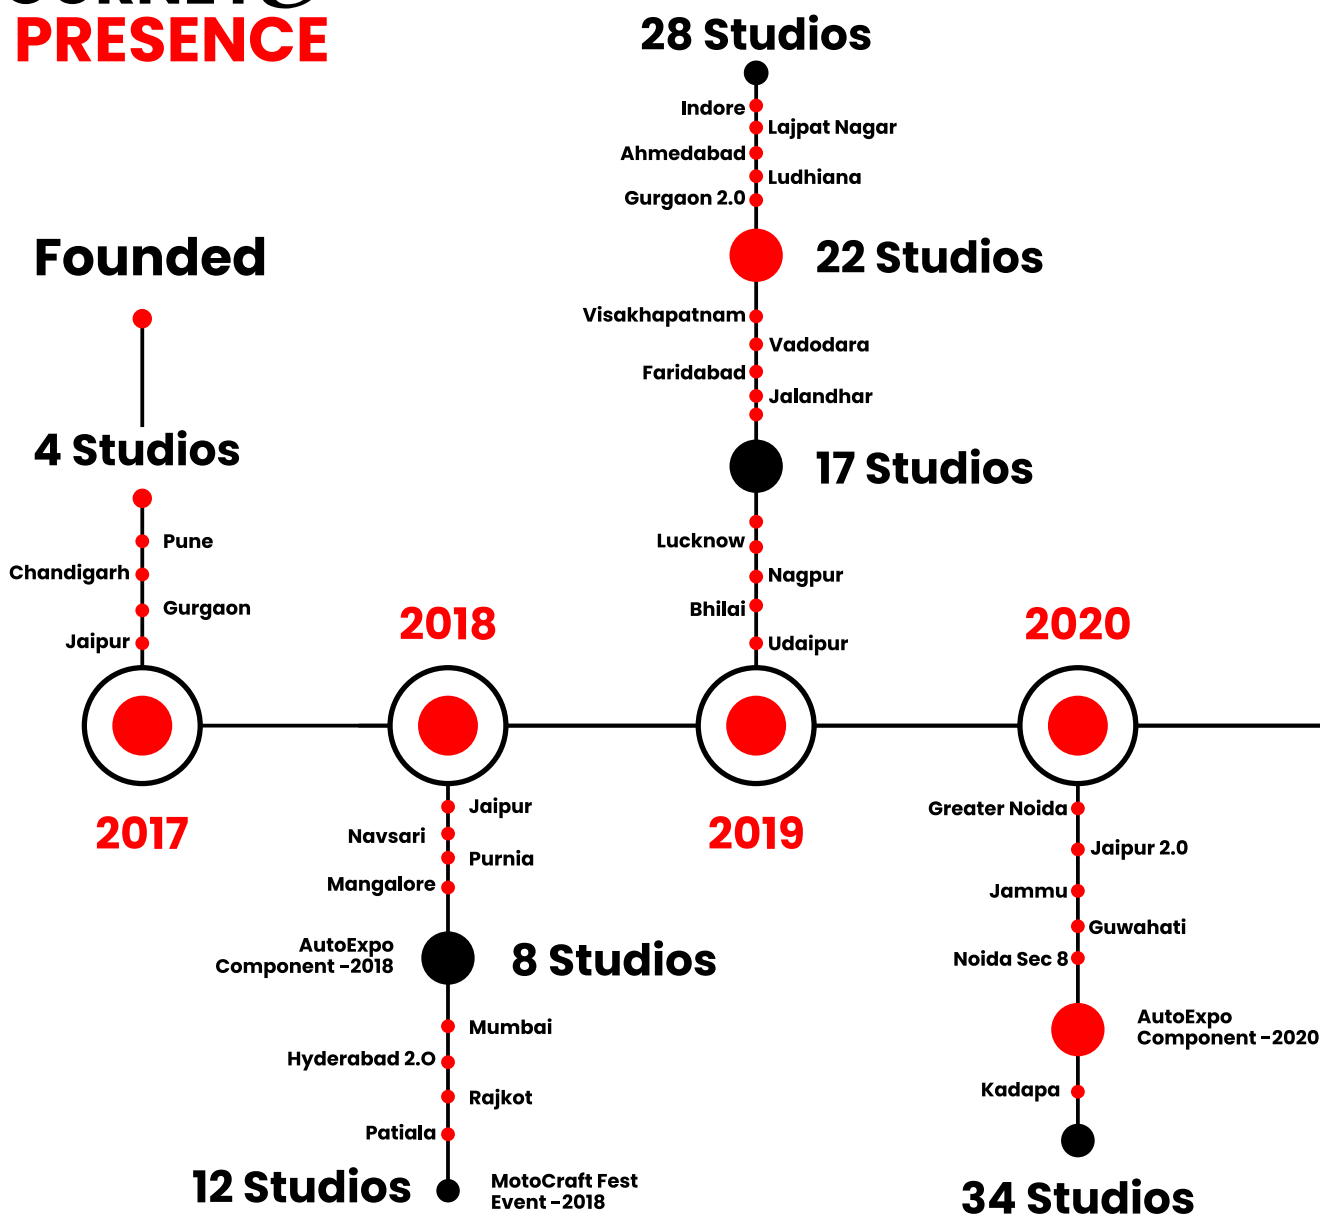 PRESENCE
Founded
4 Studios
Pune
Chandigarh
Gurgaon
Jaipur
2017
2018
Jaipur
Navsari
Purnia
Mangalore
AutoExpo
Component -2018
8 Studios
Mumbai
Hyderabad 2.O
Rajkot
Patiala
12 Studios
MotoCraft Fest
Event -2018
28 Studios
Indore
Lajpat Nagar
Ahmedabad
Ludhiana
Gurgaon 2.0
22 Studios
Visakhapatnam
Vadodara
Faridabad
Jalandhar
17 Studios
Lucknow
Nagpur
Bhilai
Udaipur
2019
2020
Greater Noida
Jaipur 2.0
Jammu
Guwahati
Noida Sec 8
AutoExpo
Component -2020
Kadapa
34 Studios